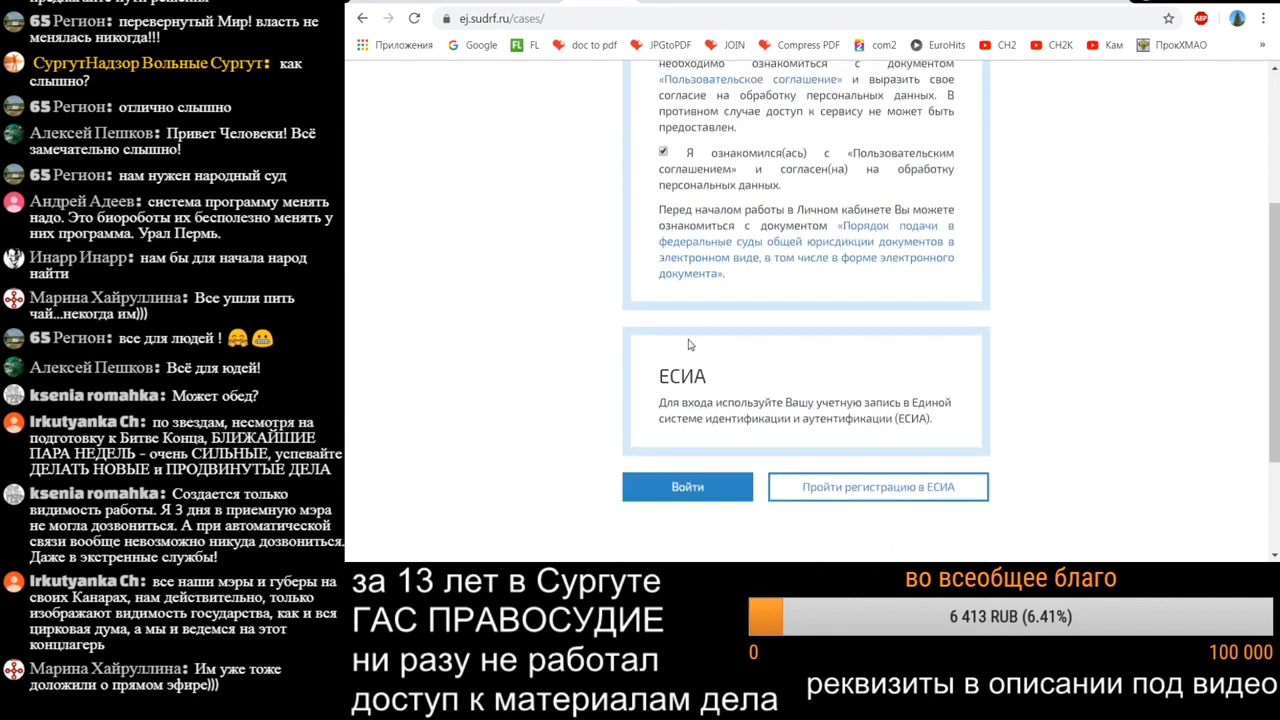 65 Регион: перевернутый Мир! власть не
менялась никогда!!!
СургутНадзор Вольные Сургут: как
слышно?
65 Регион: отлично слышно
Алексей Пешков: Привет Человеки! Всё
замечательно слышно!
65 Регион: нам нужен народный суд
Андрей Адеев: система программу менять
надо. Это биороботы их бесполезно менять у
них программа. Урал Пермь.
Инарр Инарр: нам бы для начала народ
найти
Марина Хайруллина: Все ушли пить
чай...некогда им)))
65 Регион: все для людей !
Алексей Пешков: Всё для юдей!
ksenia romahka: Может обед?
Irkutyanka Ch: по звездам, несмотря на
подготовку к Битве Конца, БЛИЖАЙШИЕ
ПАРА НЕДЕЛЬ - очень СИЛЬНЫЕ, успевайте
ДЕЛАТЬ НОВЫЕ и ПРОДВИНУТЫЕ ДЕЛА
ksenia romahka: Создается только
видимость работы. Я 3 дня в приемную мэра
не могла дозвониться. А при автоматической
связи вообще невозможно никуда дозвониться.
Даже в экстренные службы!
Irkutyanka Ch: все наши мэры и губеры на
своих Канарах, нам действительно, только
изображают видимость государства, как и вся
цирковая дума, а мы и ведемся на этот
концлагерь
Марина Хайруллина: Им уже тоже
доложили о прямом эфире)))
ej.sudrf.ru/cases/
ABP
Приложения Google FL doc to pdf JPGtoPDF JOIN Compress PDF com2 EuroHits CH2 CH2K Кам ПрокХМАО »
необходимо ознакомиться с документом
«Пользовательское соглашение» и выразить свое
согласие на обработку персональных данных. В
противном случае доступ к сервису не может быть
предоставлен.
Я ознакомился(ась) с «Пользовательским
соглашением» и согласен(на) на обработку
персональных данных.
Перед началом работы в Личном кабинете Вы можете
ознакомиться с документом «Порядок подачи в
федеральные суды общей юрисдикции документов в
электронном виде, в том числе в форме электронного
документа».
ЕСИА
Для входа используйте Вашу учетную запись в Единой
системе идентификации и аутентификации (ЕСИА).
Войти Пройти регистрацию в ЕСИА
за 13 лет в Сургуте
ГАС ПРАВОСУДИЕ
ни разу не работал
доступ к материалам дела
во всеобщее благо
6 413 RUB (6.41%)
0 100 000
реквизиты в описании под видео